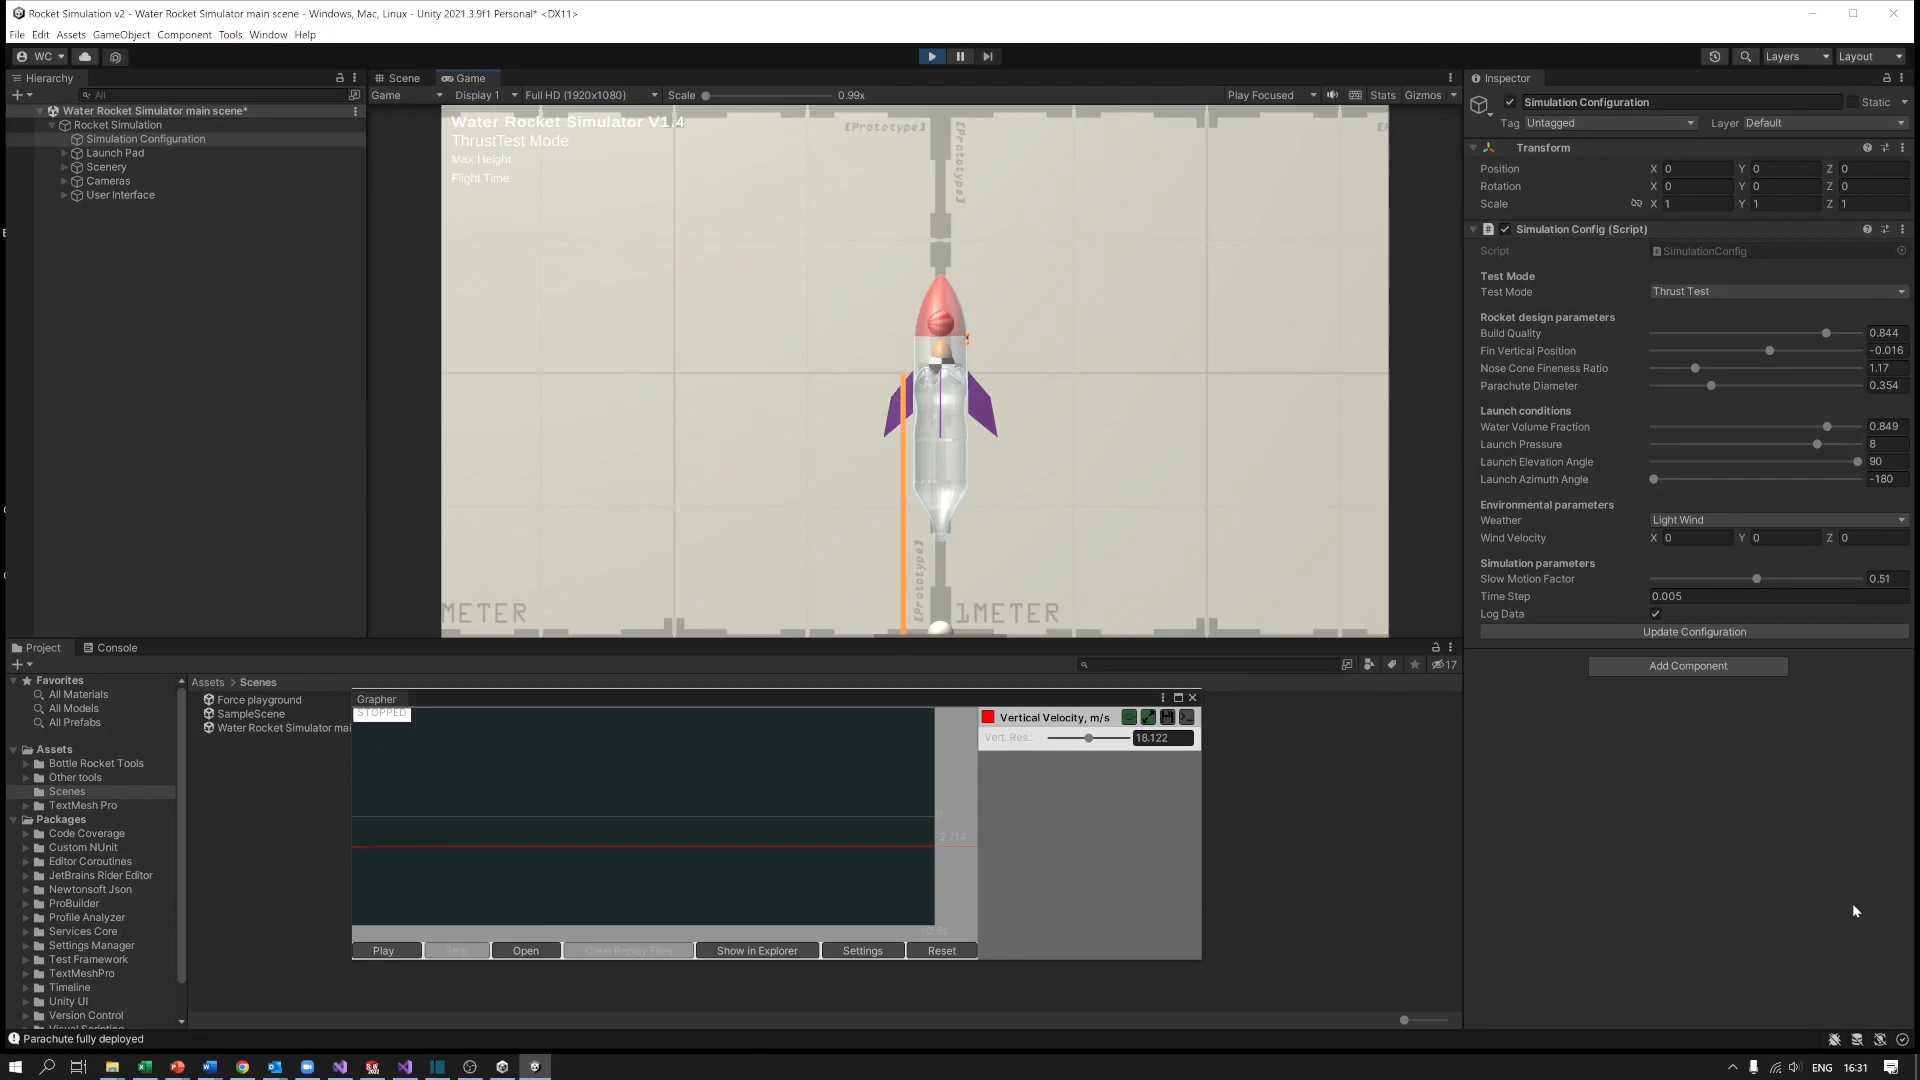 Rocket Simulation v2 - Water Rocket Simulator main scene - Windows, Mac, Linux - Unity 2021.3.9f1 Personal* <DX11>
File Edit Assets GameObject Component Tools Window Help
WC Layers Layout
Hierarchy
All
Water Rocket Simulator main scene*
Rocket Simulation
Simulation Configuration
Launch Pad
Scenery
Cameras
User Interface
Scene Game
Game Display 1 Full HD (1920x1080) Scale 0.99x Play Focused Stats Gizmos
Water Rocket Simulator V1.4
ThrustTest Mode
Max Height
Flight Time
[Prototype]
[Prototype]
[Prototype]
METER
1METER
Inspector
Simulation Configuration Static
Tag Untagged Layer Default
Transform
Position X 0 Y 0 Z 0
Rotation X 0 Y 0 Z 0
Scale X 1 Y 1 Z 1
Simulation Config (Script)
Script SimulationConfig
Test Mode
Test Mode Thrust Test
Rocket design parameters
Build Quality 0.844
Fin Vertical Position -0.016
Nose Cone Fineness Ratio 1.17
Parachute Diameter 0.354
Launch conditions
Water Volume Fraction 0.849
Launch Pressure 8
Launch Elevation Angle 90
Launch Azimuth Angle -180
Environmental parameters
Weather Light Wind
Wind Velocity X 0 Y 0 Z 0
Simulation parameters
Slow Motion Factor 0.51
Time Step 0.005
Log Data
Update Configuration
Add Component
Project Console
17
Favorites
All Materials
All Models
All Prefabs
Assets
Bottle Rocket Tools
Other tools
Scenes
TextMesh Pro
Packages
Code Coverage
Custom NUnit
Editor Coroutines
JetBrains Rider Editor
Newtonsoft Json
ProBuilder
Profile Analyzer
Services Core
Settings Manager
Test Framework
TextMeshPro
Timeline
Unity UI
Version Control
Visual Scripting
Assets Scenes
Force playground
SampleScene
Water Rocket Simulator mai
Grapher
STOPPED
Vertical Velocity, m/s
Vert. Res.: 18.122
-2.714
Play Stop Open Clear Replay Files Show in Explorer Settings Reset
Parachute fully deployed
ENG 16:31